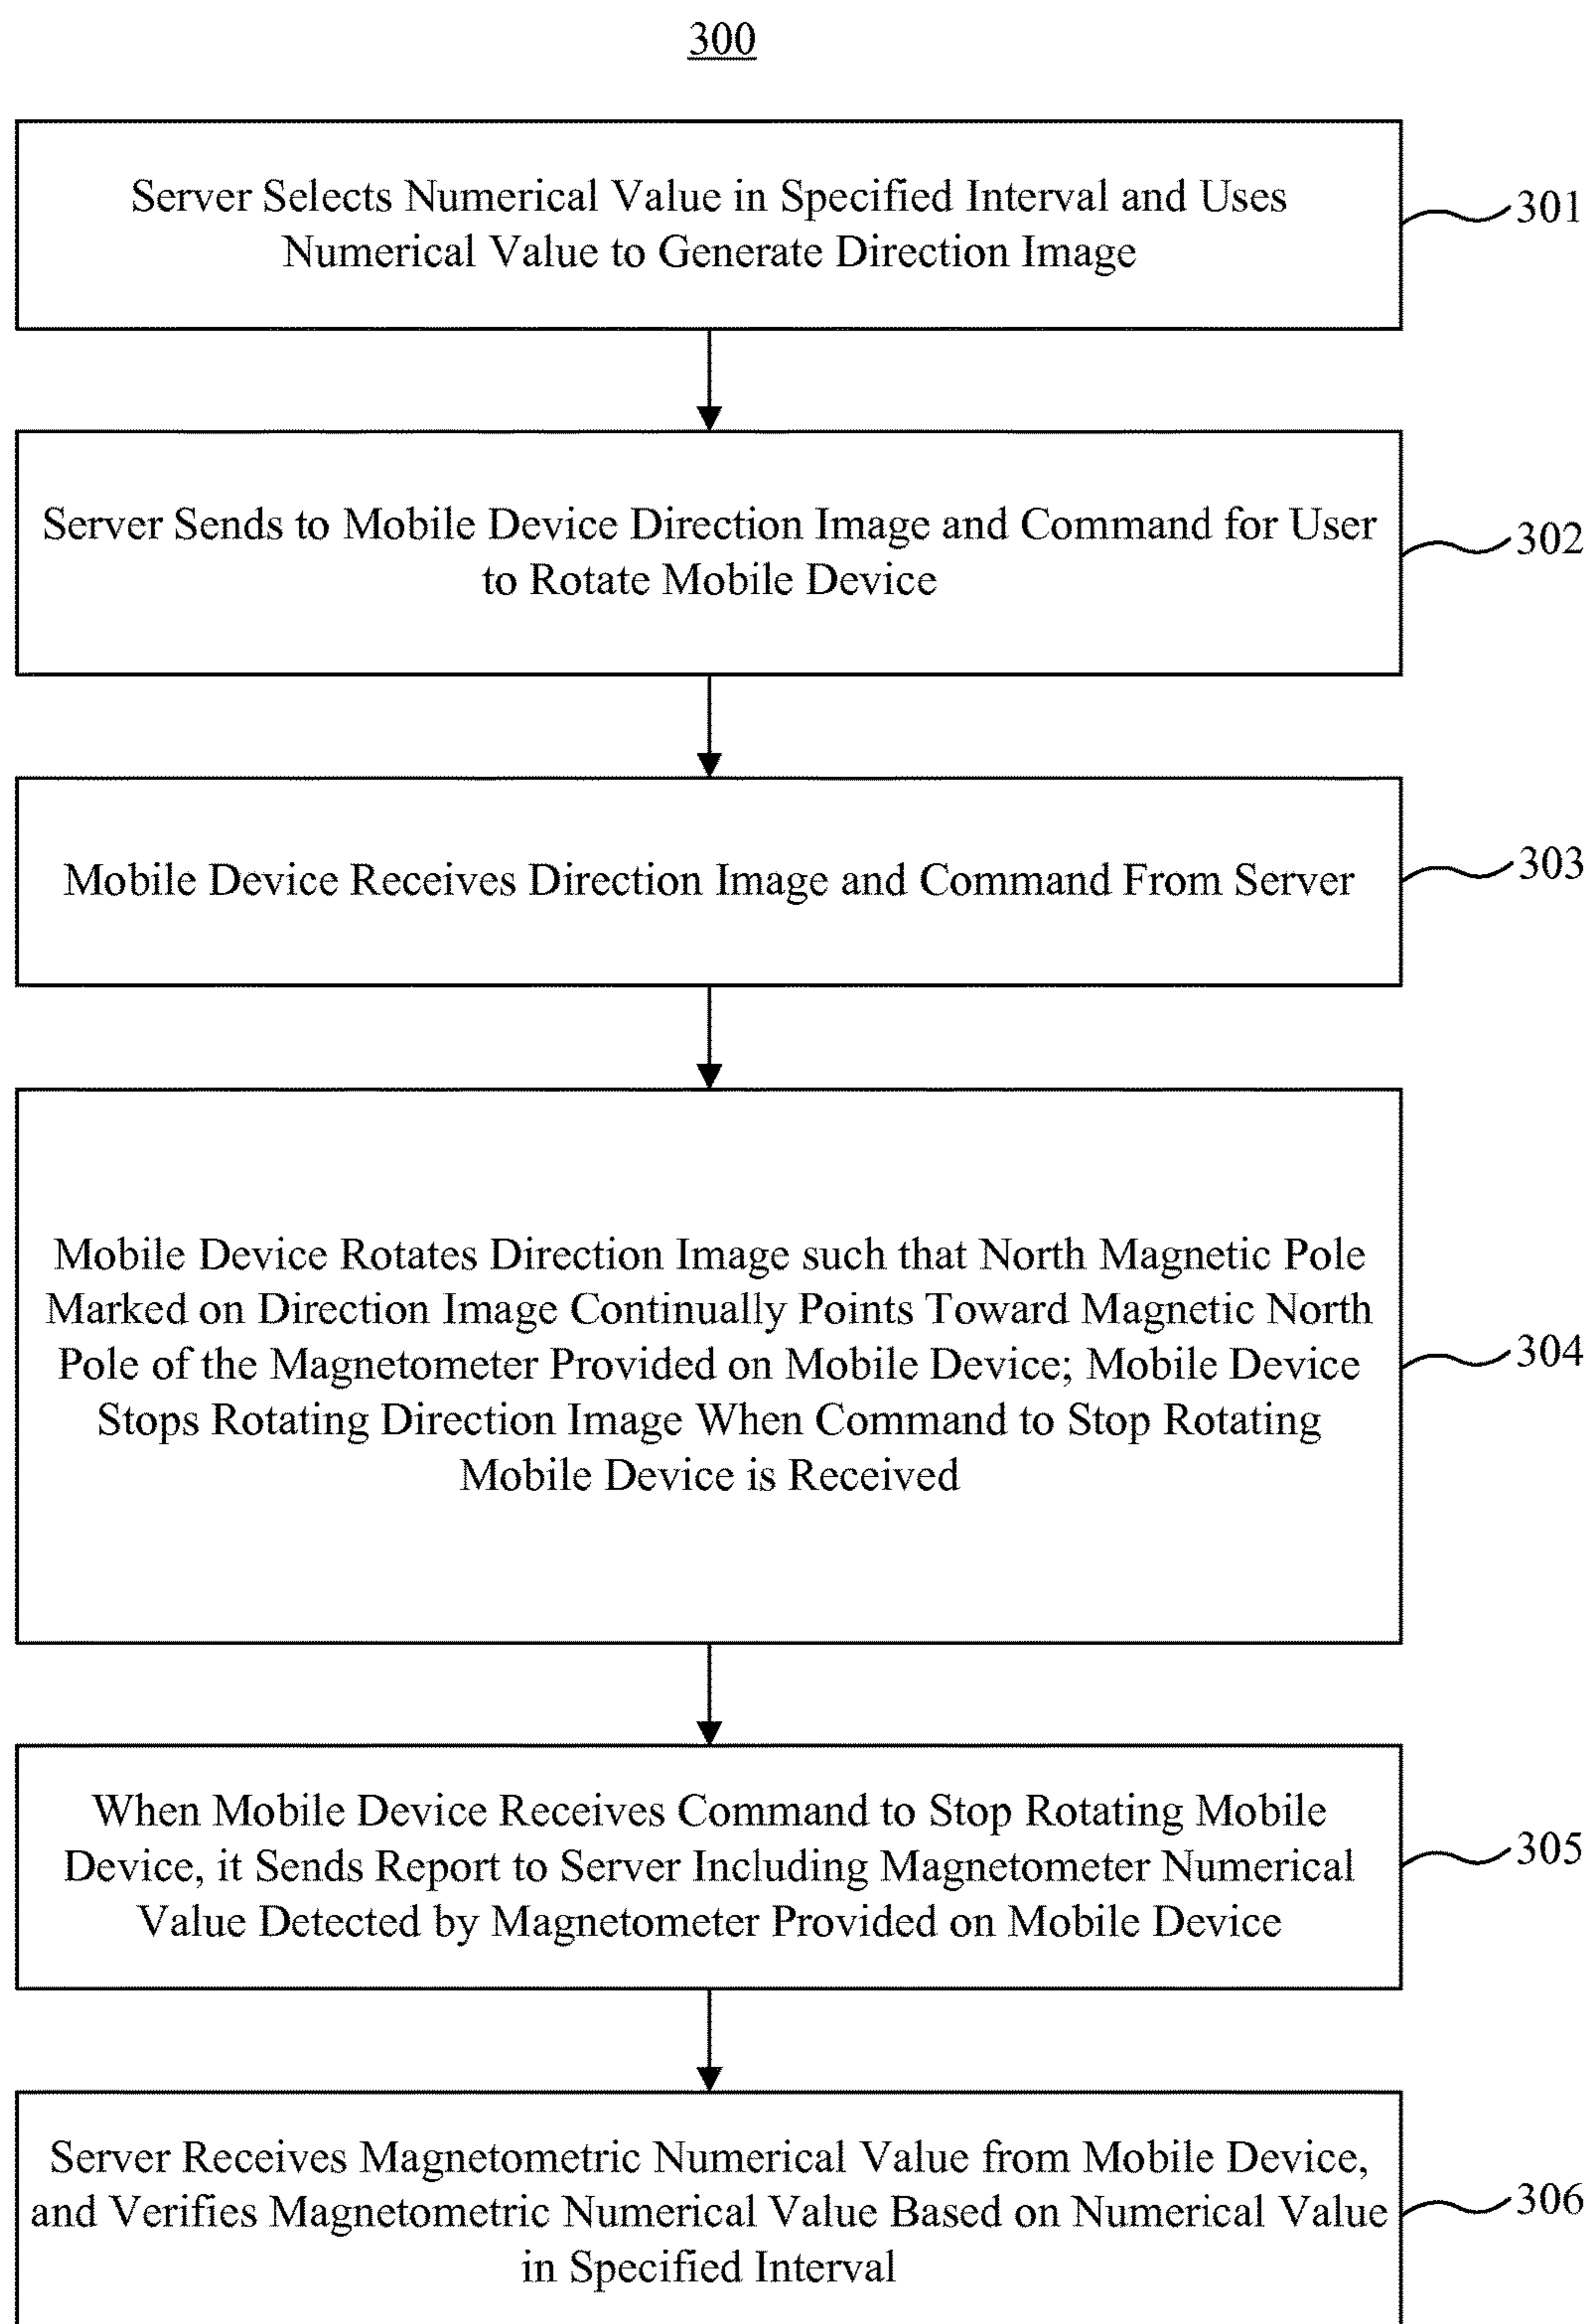 300
Server Selects Numerical Value in Specified Interval and Uses
Numerical Value to Generate Direction Image
301
Server Sends to Mobile Device Direction Image and Command for User
to Rotate Mobile Device
302
Mobile Device Receives Direction Image and Command From Server
303
Mobile Device Rotates Direction Image such that North Magnetic Pole
Marked on Direction Image Continually Points Toward Magnetic North
Pole of the Magnetometer Provided on Mobile Device; Mobile Device
Stops Rotating Direction Image When Command to Stop Rotating
Mobile Device is Received
304
When Mobile Device Receives Command to Stop Rotating Mobile
Device, it Sends Report to Server Including Magnetometer Numerical
Value Detected by Magnetometer Provided on Mobile Device
305
Server Receives Magnetometric Numerical Value from Mobile Device,
and Verifies Magnetometric Numerical Value Based on Numerical Value
in Specified Interval
306